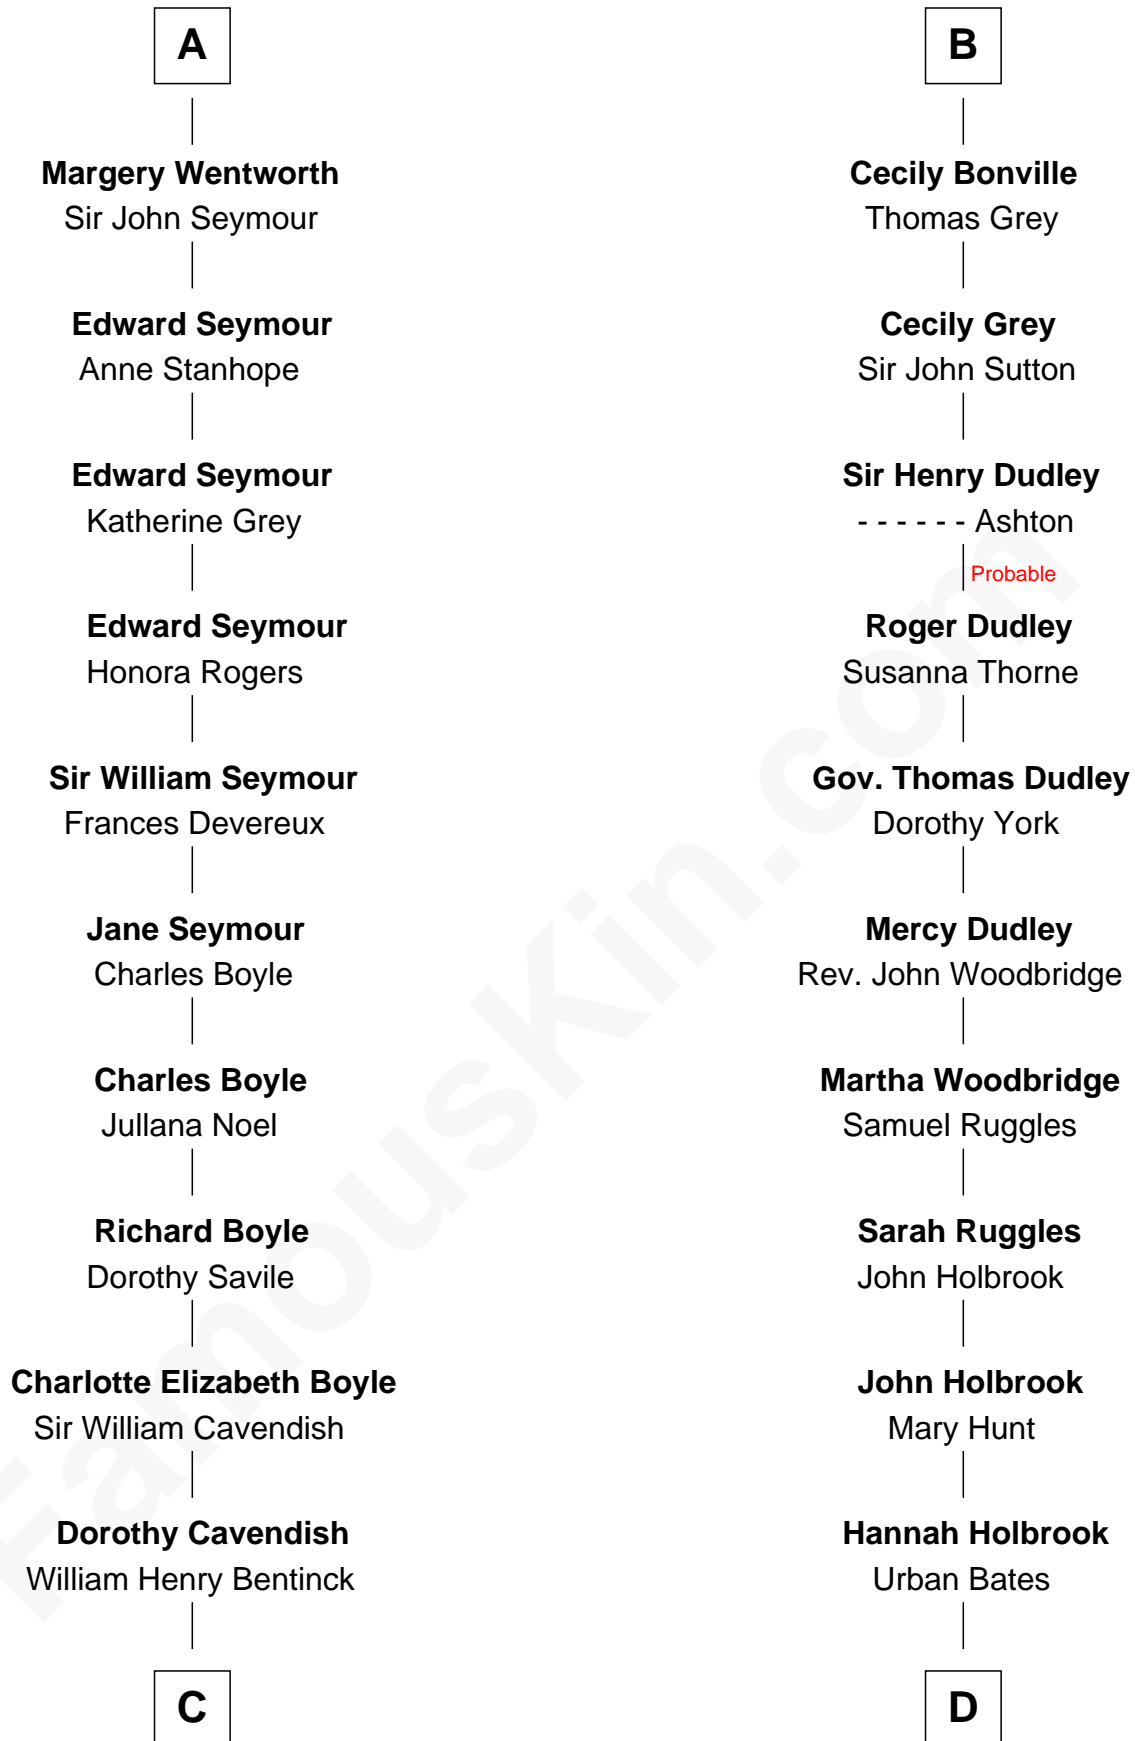 A
Margery Wentworth
Sir John Seymour
Edward Seymour
Anne Stanhope
Edward Seymour
Katherine Grey
Edward Seymour
Honora Rogers
Sir William Seymour
Frances Devereux
Jane Seymour
Charles Boyle
Charles Boyle
Jullana Noel
Richard Boyle
Dorothy Savile
Charlotte Elizabeth Boyle
Sir William Cavendish
Dorothy Cavendish
William Henry Bentinck
C
B
Cecily Bonville
Thomas Grey
Cecily Grey
Sir John Sutton
Sir Henry Dudley
- - - - - - Ashton
Probable
Roger Dudley
Susanna Thorne
Gov. Thomas Dudley
Dorothy York
Mercy Dudley
Rev. John Woodbridge
Martha Woodbridge
Samuel Ruggles
Sarah Ruggles
John Holbrook
John Holbrook
Mary Hunt
Hannah Holbrook
Urban Bates
D
FamousKin.com